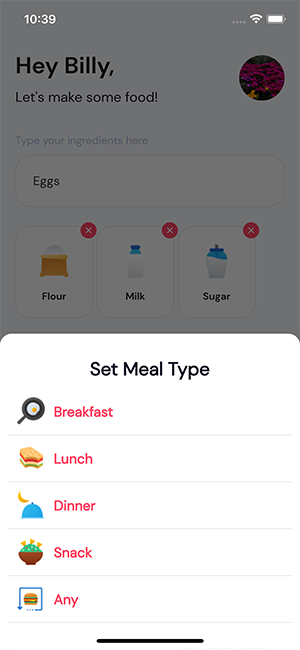 10:39
Hey Billy,
Let's make some food!
Type your ingredients here
Eggs
Flour Milk Sugar
Set Meal Type
Breakfast
Lunch
Dinner
Snack
Any